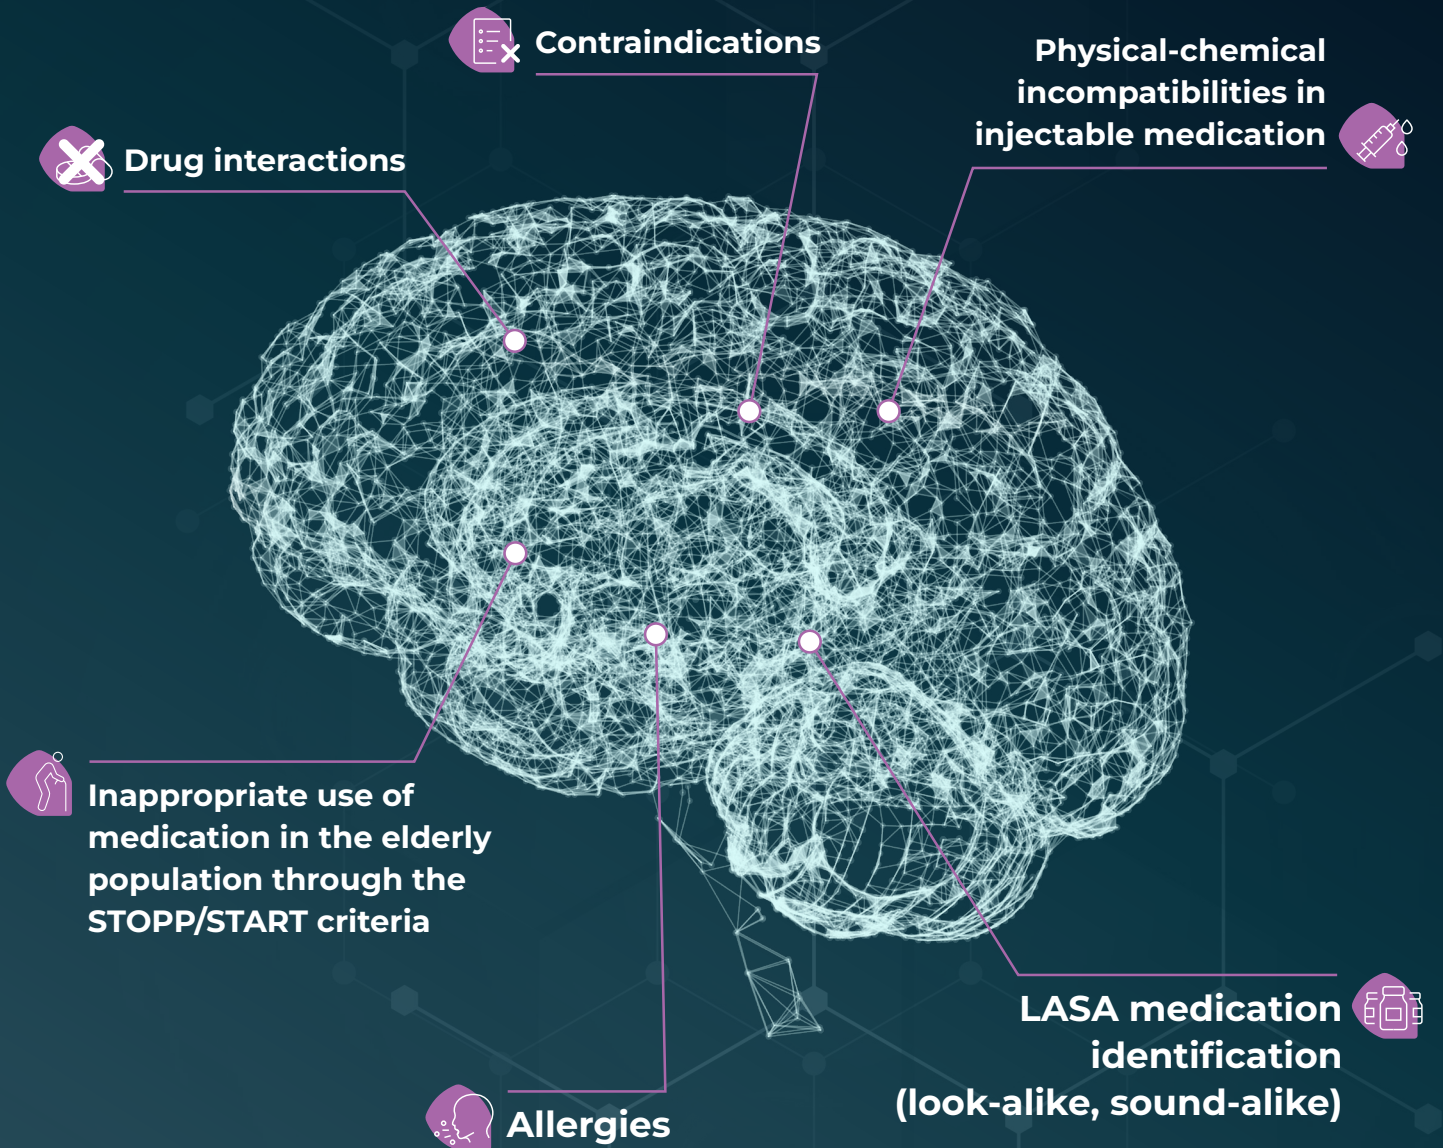 Contraindications
Physical-chemical
incompatibilities in
injectable medication
Drug interactions
Inappropriate use of
medication in the elderly
population through the
STOPP/START criteria
LASA medication
identification
(look-alike, sound-alike)
Allergies